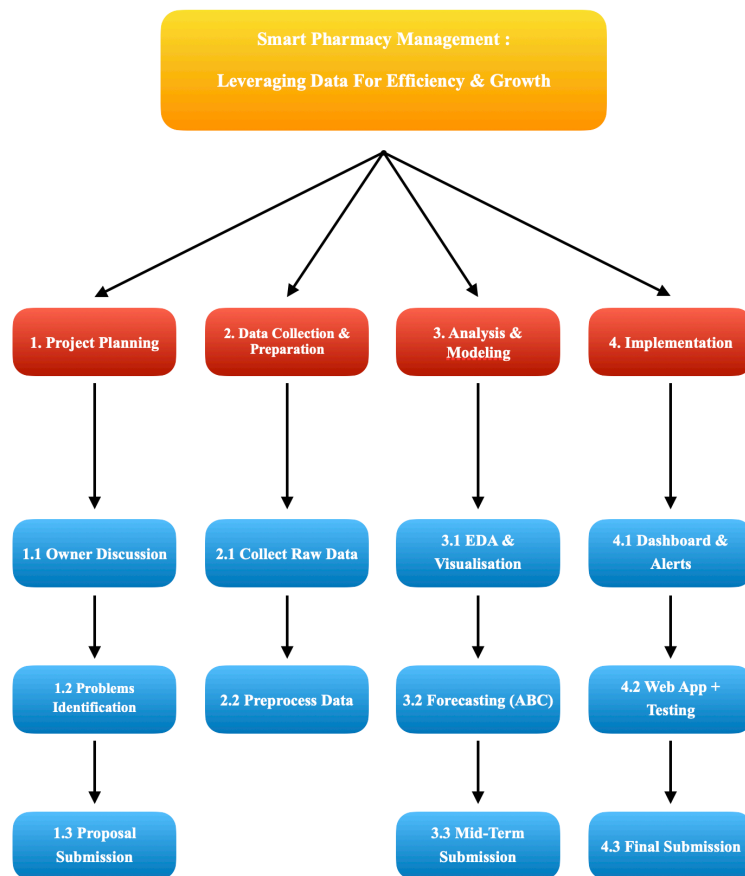 Smart Pharmacy Management :
Leveraging Data For Efficiency & Growth
1. Project Planning
2. Data Collection &
Preparation
3. Analysis &
Modeling
4. Implementation
1.1 Owner Discussion
2.1 Collect Raw Data
3.1 EDA &
Visualisation
4.1 Dashboard &
Alerts
1.2 Problems
Identification
2.2 Preprocess Data
3.2 Forecasting (ABC)
4.2 Web App +
Testing
1.3 Proposal
Submission
3.3 Mid-Term
Submission
4.3 Final Submission